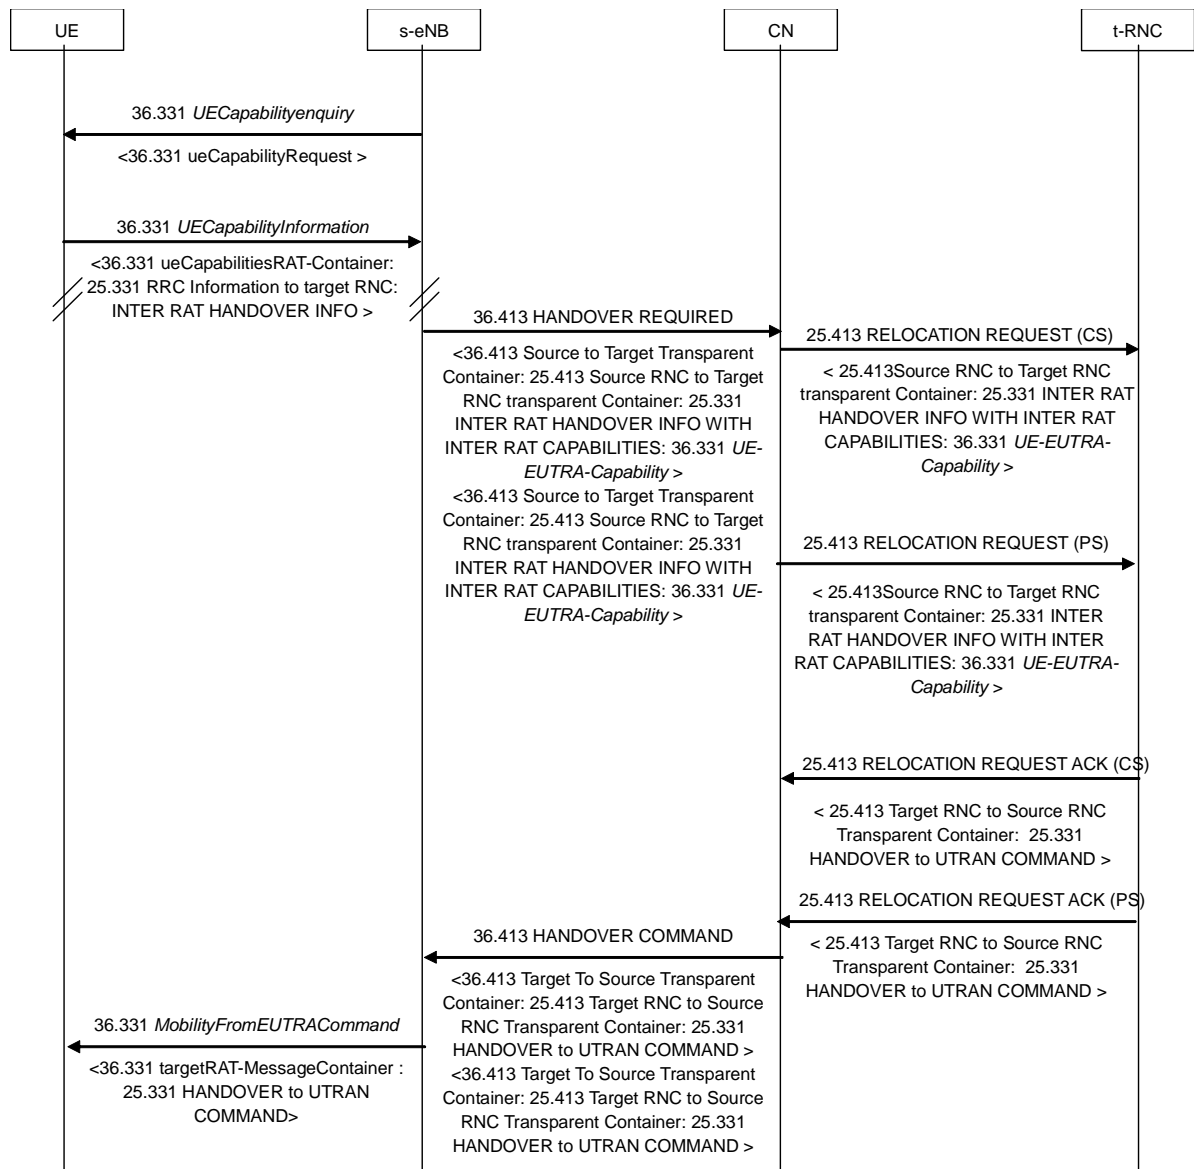 UE
s-eNB
CN
t-RNC
36.331 UECapabilityenquiry
<36.331 ueCapabilityRequest >
36.331 UECapabilityInformation
<36.331 ueCapabilitiesRAT-Container:
25.331 RRC Information to target RNC:
INTER RAT HANDOVER INFO >
36.413 HANDOVER REQUIRED
<36.413 Source to Target Transparent
Container: 25.413 Source RNC to Target
RNC transparent Container: 25.331
INTER RAT HANDOVER INFO WITH
INTER RAT CAPABILITIES: 36.331 UE-
EUTRA-Capability >
<36.413 Source to Target Transparent
Container: 25.413 Source RNC to Target
RNC transparent Container: 25.331
INTER RAT HANDOVER INFO WITH
INTER RAT CAPABILITIES: 36.331 UE-
EUTRA-Capability >
25.413 RELOCATION REQUEST (CS)
< 25.413Source RNC to Target RNC
transparent Container: 25.331 INTER RAT
HANDOVER INFO WITH INTER RAT
CAPABILITIES: 36.331 UE-EUTRA-
Capability >
25.413 RELOCATION REQUEST (PS)
< 25.413Source RNC to Target RNC
transparent Container: 25.331 INTER
RAT HANDOVER INFO WITH INTER
RAT CAPABILITIES: 36.331 UE-EUTRA-
Capability >
25.413 RELOCATION REQUEST ACK (CS)
< 25.413 Target RNC to Source RNC
Transparent Container:  25.331
HANDOVER to UTRAN COMMAND >
25.413 RELOCATION REQUEST ACK (PS)
< 25.413 Target RNC to Source RNC
Transparent Container:  25.331
HANDOVER to UTRAN COMMAND >
36.413 HANDOVER COMMAND
<36.413 Target To Source Transparent
Container: 25.413 Target RNC to Source
RNC Transparent Container: 25.331
HANDOVER to UTRAN COMMAND >
<36.413 Target To Source Transparent
Container: 25.413 Target RNC to Source
RNC Transparent Container: 25.331
HANDOVER to UTRAN COMMAND >
36.331 MobilityFromEUTRACommand
<36.331 targetRAT-MessageContainer :
25.331 HANDOVER to UTRAN
COMMAND>